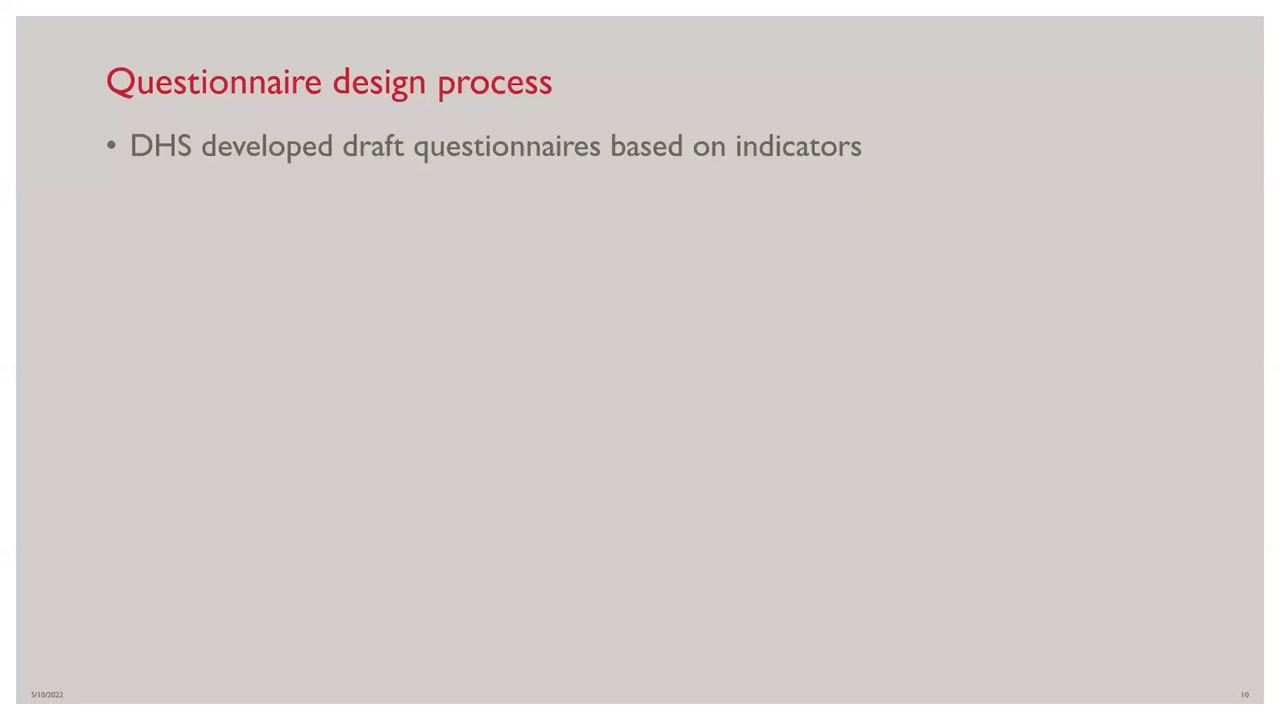 Questionnaire design process
• DHS developed draft questionnaires based on indicators
5/10/2022
10